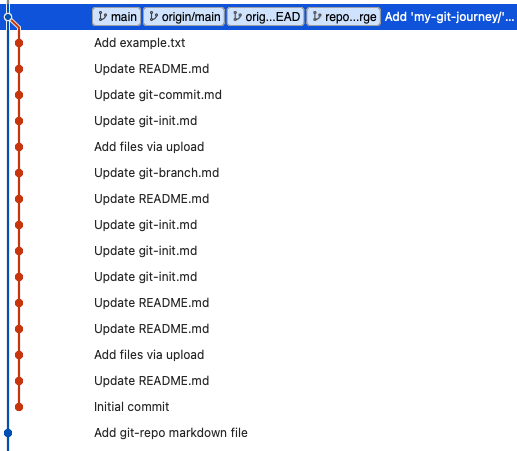 main origin/main orig...EAD repo...rge Add 'my-git-journey/'...
Add example.txt
Update README.md
Update git-commit.md
Update git-init.md
Add files via upload
Update git-branch.md
Update README.md
Update git-init.md
Update git-init.md
Update git-init.md
Update README.md
Update README.md
Add files via upload
Update README.md
Initial commit
Add git-repo markdown file